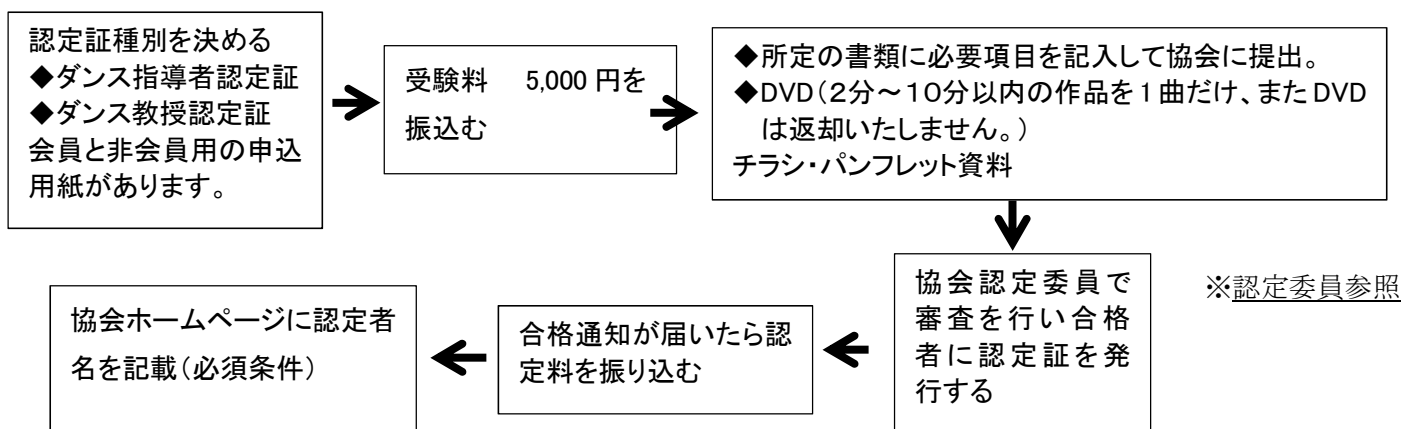 認定証種別を決める
◆ダンス指導者認定証
◆ダンス教授認定証
会員と非会員用の申込
用紙があります。
受験料　5,000 円を
振込む
◆所定の書類に必要項目を記入して協会に提出。
◆DVD（２分～１０分以内の作品を１曲だけ、また DVD
は返却いたしません。）
チラシ・パンフレット資料
協会認定委員で
審査を行い合格
者に認定証を発
行する
※認定委員参照
合格通知が届いたら認
定料を振り込む
協会ホームページに認定者
名を記載（必須条件）